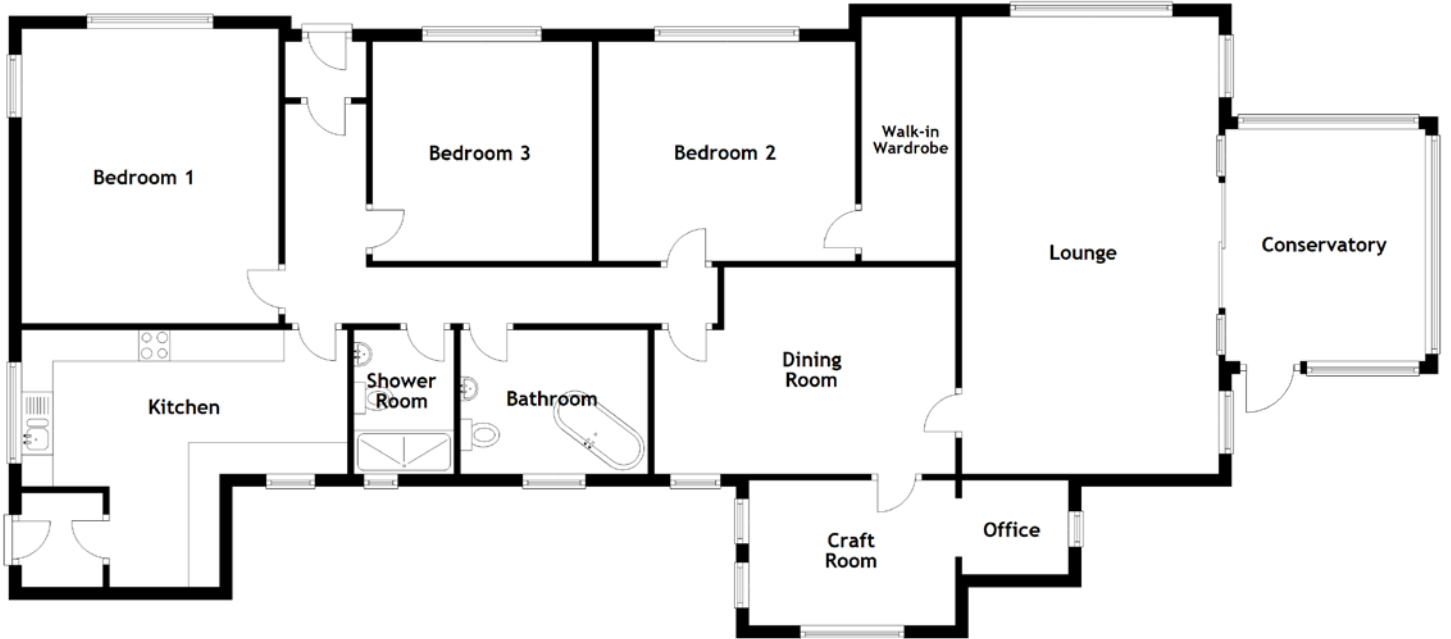 Bedroom 1
Bedroom 3
Bedroom 2
Walk-in
Wardrobe
Lounge
Conservatory
Kitchen
Shower
Room
Bathroom
Dining
Room
Craft
Room
Office